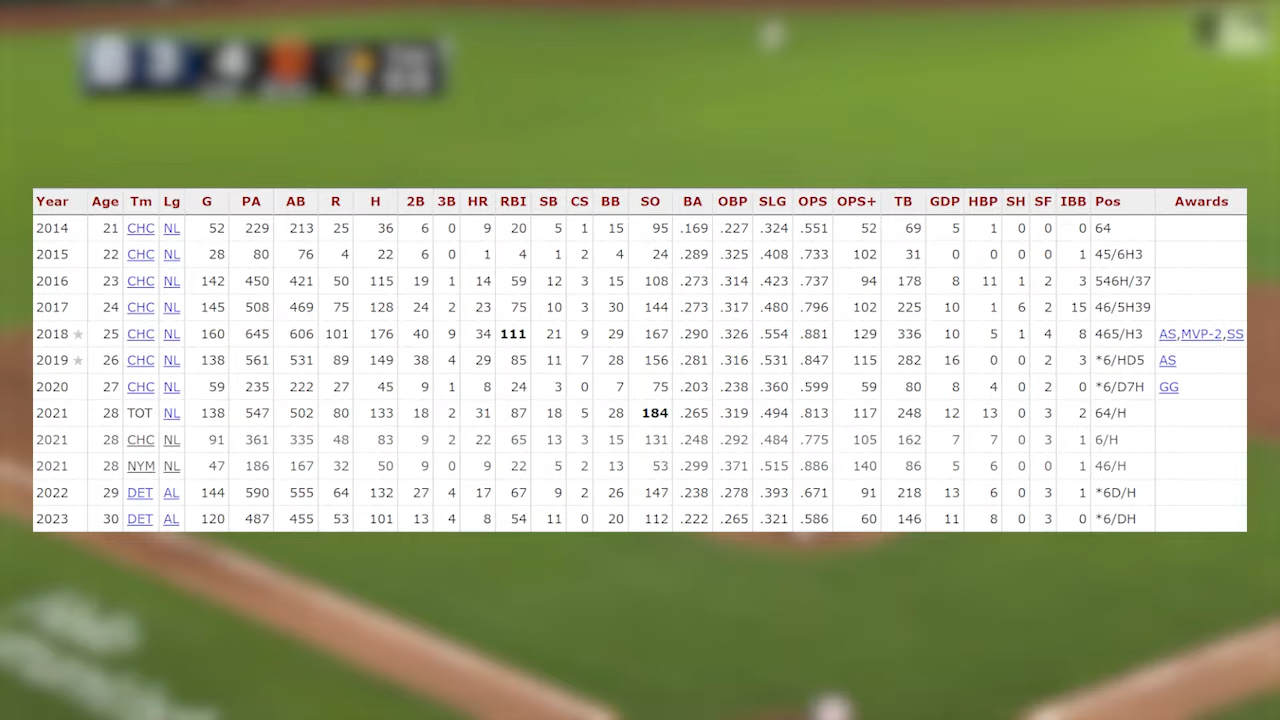 Year Age Tm Lg G PA AB R H 2B 3B HR RBI SB CS BB SO BA OBP SLG OPS OPS+ TB GDP HBP SH SF IBB Pos Awards
2014 21 CHC NL 52 229 213 25 36 6 0 9 20 5 1 15 95 .169 .227 .324 .551 52 69 5 1 0 0 0 64
2015 22 CHC NL 28 80 76 4 22 6 0 1 4 1 2 4 24 .289 .325 .408 .733 102 31 0 0 0 0 1 45/6H3
2016 23 CHC NL 142 450 421 50 115 19 1 14 59 12 3 15 108 .273 .314 .423 .737 94 178 8 11 1 2 3 546H/37
2017 24 CHC NL 145 508 469 75 128 24 2 23 75 10 3 30 144 .273 .317 .480 .796 102 225 10 1 6 2 15 46/5H39
2018 ★ 25 CHC NL 160 645 606 101 176 40 9 34 111 21 9 29 167 .290 .326 .554 .881 129 336 10 5 1 4 8 465/H3 AS,MVP-2,SS
2019 ★ 26 CHC NL 138 561 531 89 149 38 4 29 85 11 7 28 156 .281 .316 .531 .847 115 282 16 0 0 2 3 *6/HD5 AS
2020 27 CHC NL 59 235 222 27 45 9 1 8 24 3 0 7 75 .203 .238 .360 .599 59 80 8 4 0 2 0 *6/D7H GG
2021 28 TOT NL 138 547 502 80 133 18 2 31 87 18 5 28 184 .265 .319 .494 .813 117 248 12 13 0 3 2 64/H
2021 28 CHC NL 91 361 335 48 83 9 2 22 65 13 3 15 131 .248 .292 .484 .775 105 162 7 7 0 3 1 6/H
2021 28 NYM NL 47 186 167 32 50 9 0 9 22 5 2 13 53 .299 .371 .515 .886 140 86 5 6 0 0 1 46/H
2022 29 DET AL 144 590 555 64 132 27 4 17 67 9 2 26 147 .238 .278 .393 .671 91 218 13 6 0 3 1 *6D/H
2023 30 DET AL 120 487 455 53 101 13 4 8 54 11 0 20 112 .222 .265 .321 .586 60 146 11 8 0 3 0 *6/DH